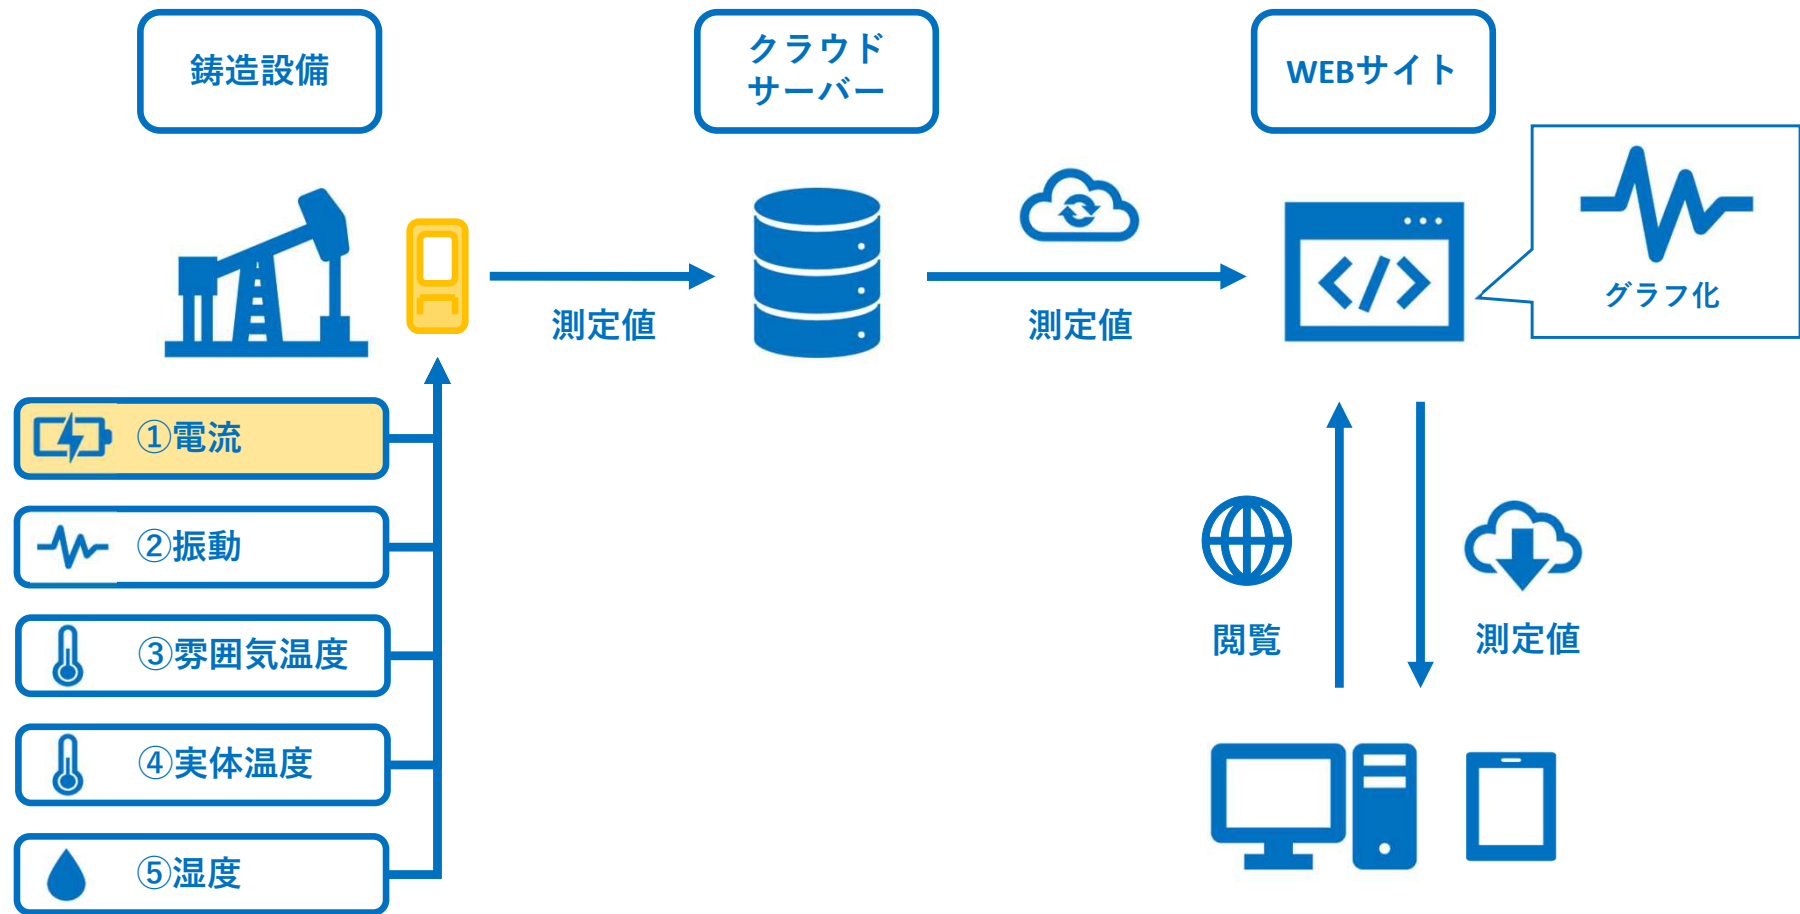 鋳造設備
クラウド
サーバー
WEBサイト
グラフ化
測定値
測定値
①電流
②振動
③雰囲気温度
④実体温度
⑤湿度
閲覧
測定値